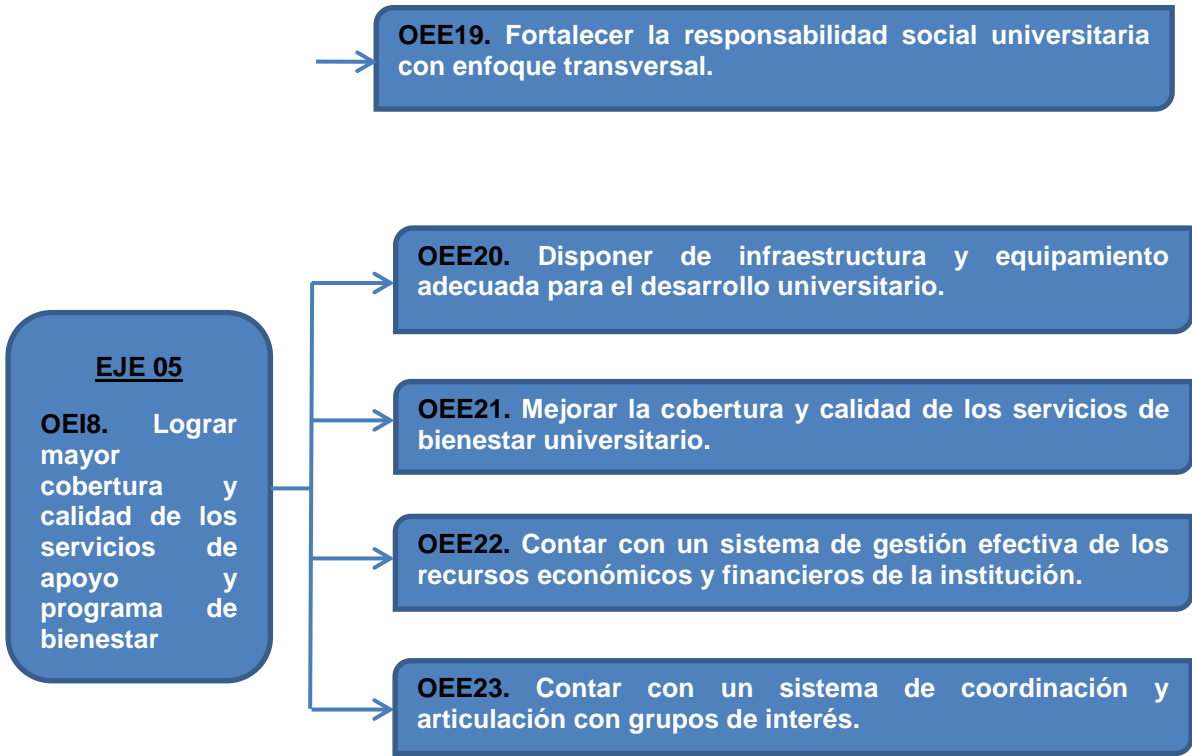 OEE19. Fortalecer la responsabilidad social universitaria
con enfoque transversal.
OEE20. Disponer de infraestructura y equipamiento
adecuada para el desarrollo universitario.
EJE 05
OEI8. Lograr
mayor
cobertura y
calidad de los
servicios de
apoyo y
programa de
bienestar
OEE21. Mejorar la cobertura y calidad de los servicios de
bienestar universitario.
OEE22. Contar con un sistema de gestión efectiva de los
recursos económicos y financieros de la institución.
OEE23. Contar con un sistema de coordinación y
articulación con grupos de interés.